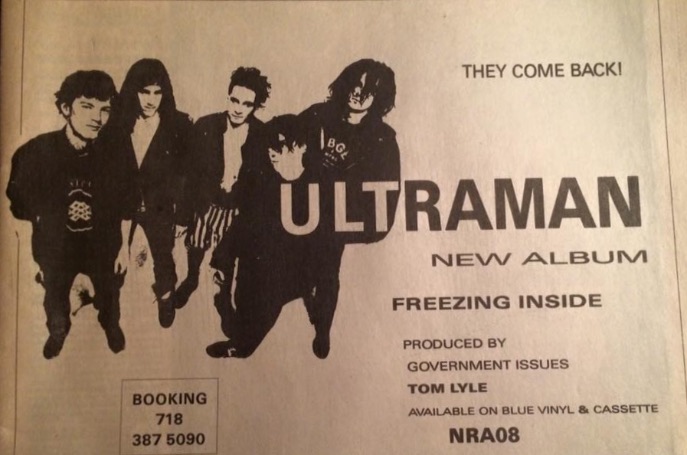 THEY COME BACK!
BGL
ULTRAMAN
NEW ALBUM
FREEZING INSIDE
PRODUCED BY
GOVERNMENT ISSUES
TOM LYLE
AVAILABLE ON BLUE VINYL & CASSETTE
NRA08
BOOKING
718
387 5090